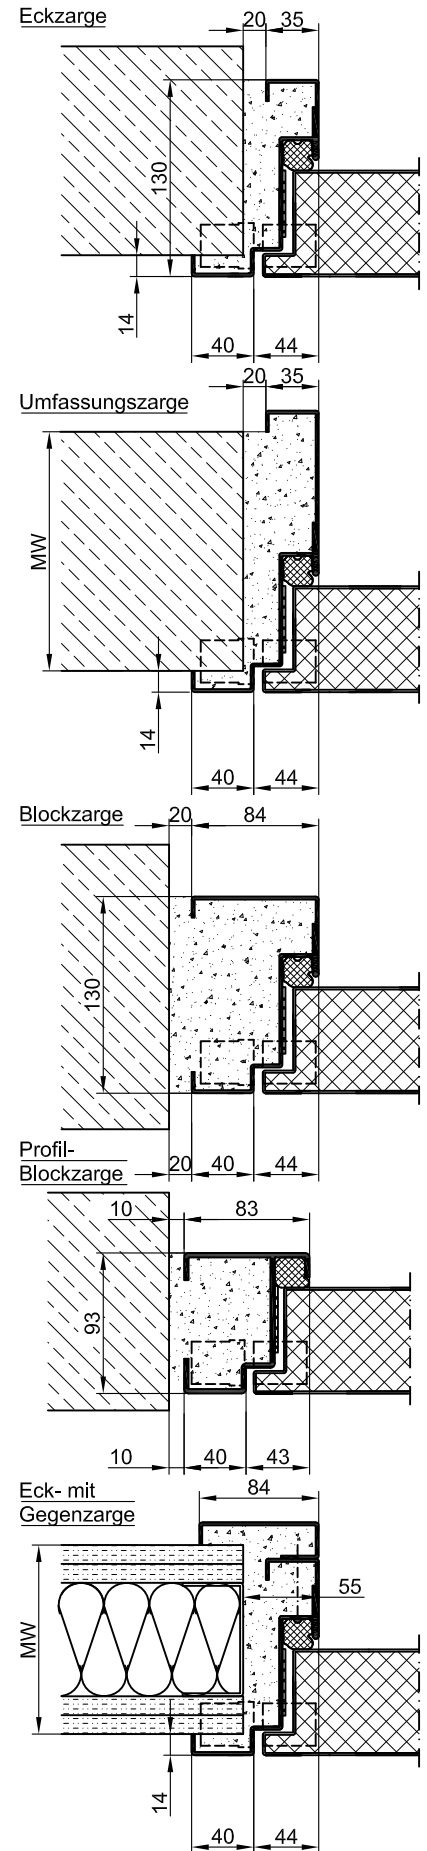 Eckzarge
20 35
130
14
40 44
20 35
Umfassungszarge
MW
14
40 44
Blockzarge
20 84
130
Profil-
Blockzarge
20 40 44
10 83
93
10 40 43
Eck- mit
Gegenzarge
84
55
MW
14
40 44